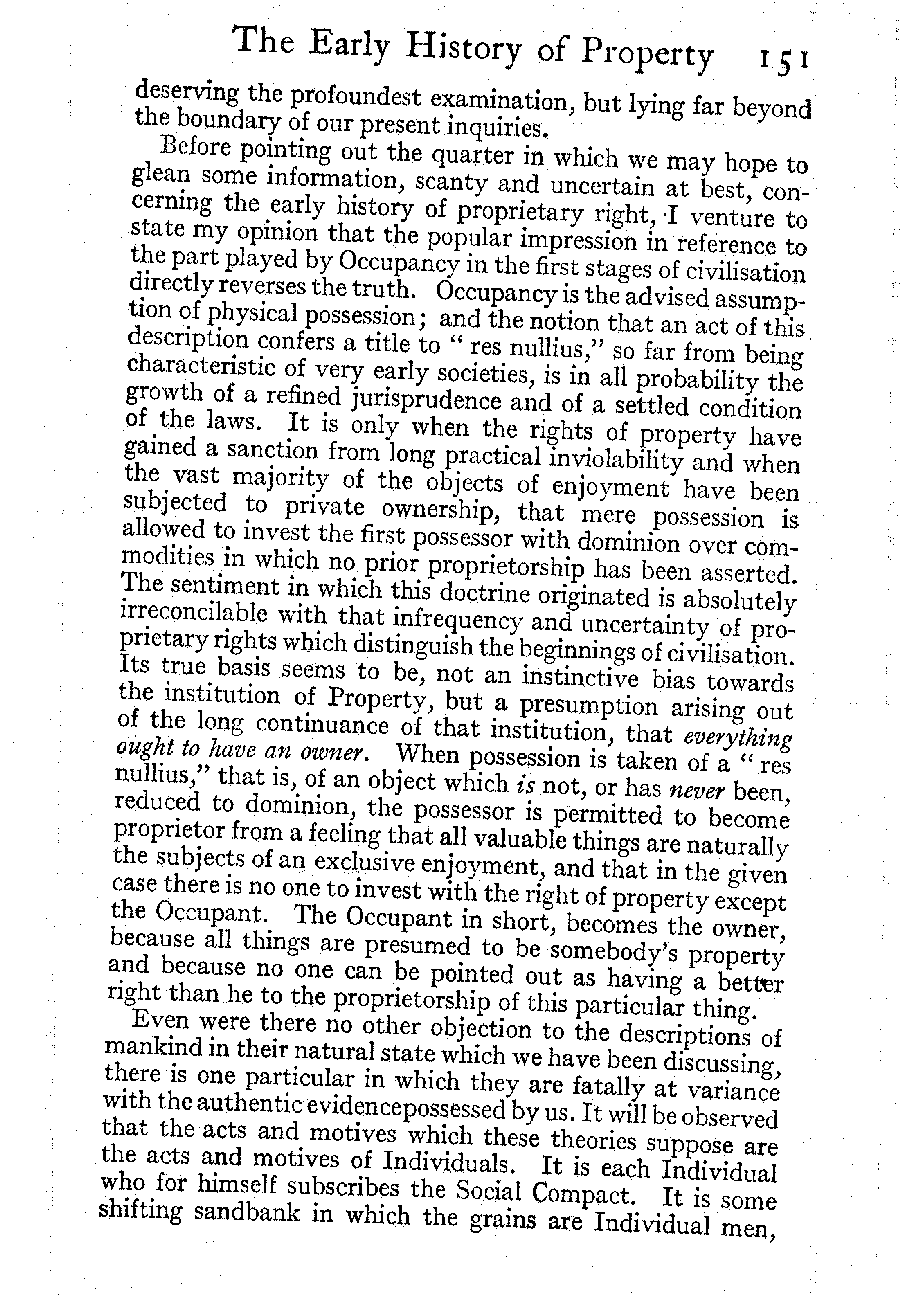 The Early History of Property 151
deserving the profoundest examination, but lying far beyond
the boundary of our present inquiries.
Before pointing out the quarter in which we may hope to
glean some information, scanty and uncertain at best, con-
cerning the early history of proprietary right, I venture to
state my opinion that the popular impression in reference to
the part played by Occupancy in the first stages of civilisation
directly reverses the truth. Occupancy is the advised assump-
tion of physical possession; and the notion that an act of this
description confers a title to “ res nullius,” so far from being
characteristic of very early societies, is in all probability the
growth of a refined jurisprudence and of a settled condition
of the laws. It is only when the rights of property have
gained a sanction from long practical inviolability and when
the vast majority of the objects of enjoyment have been
subjected to private ownership, that mere possession is
allowed to invest the first possessor with dominion over com-
modities in which no prior proprietorship has been asserted.
The sentiment in which this doctrine originated is absolutely
irreconcilable with that infrequency and uncertainty of pro-
prietary rights which distinguish the beginnings of civilisation.
Its true basis seems to be, not an instinctive bias towards
the institution of Property, but a presumption arising out
of the long continuance of that institution, that everything
ought to have an owner. When possession is taken of a “ res
nullius,” that is, of an object which is not, or has never been,
reduced to dominion, the possessor is permitted to become
proprietor from a feeling that all valuable things are naturally
the subjects of an exclusive enjoyment, and that in the given
case there is no one to invest with the right of property except
the Occupant. The Occupant in short, becomes the owner,
because all things are presumed to be somebody’s property
and because no one can be pointed out as having a better
right than he to the proprietorship of this particular thing.
Even were there no other objection to the descriptions of
mankind in their natural state which we have been discussing,
there is one particular in which they are fatally at variance
with the authentic evidence possessed by us. It will be observed
that the acts and motives which these theories suppose are
the acts and motives of Individuals. It is each Individual
who for himself subscribes the Social Compact. It is some
shifting sandbank in which the grains are Individual men,